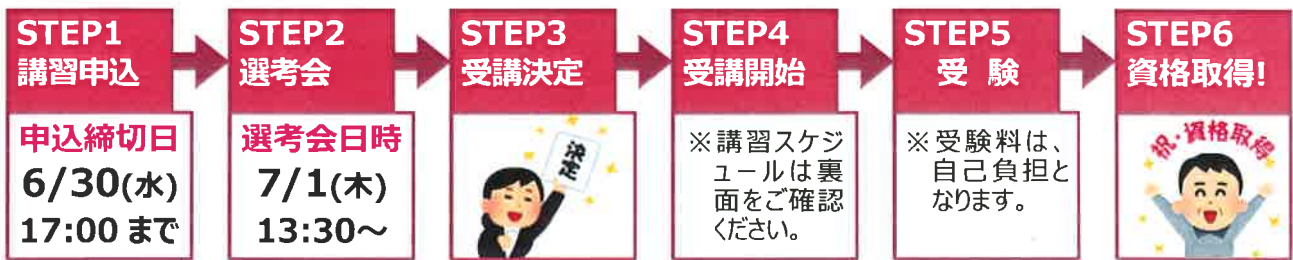 STEP1
講習申込
申込締切日
6/30(水)
17:00 まで
STEP2
選考会
選考会日時
7/1(木)
13:30～
STEP3
受講決定
決定
STEP4
受講開始
※講習スケジ
ュールは裏
面をご確認
ください。
STEP5
受 験
※受験料は、
自己負担と
なります。
STEP6
資格取得!
祝・資格取得